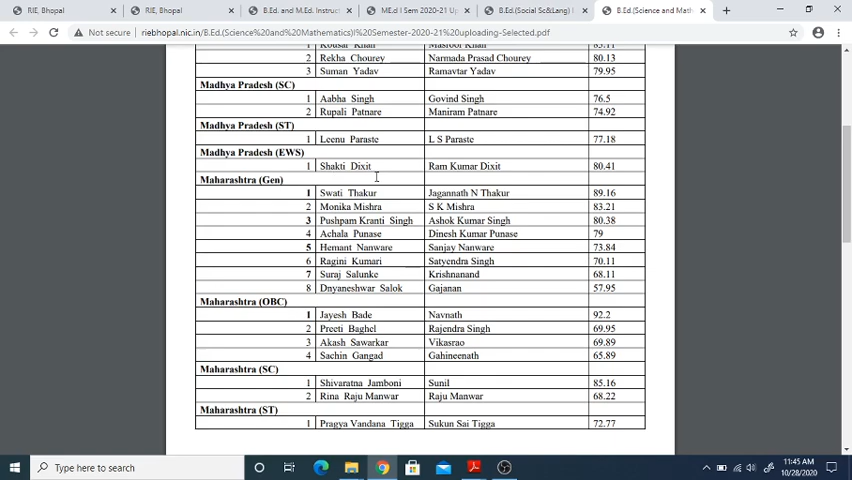 RIE, Bhopal
RIE, Bhopal
B.Ed. and M.Ed. Instruct
ME.d I Sem 2020-21 Up
B.Ed.(Social Sc&Lang) I
B.Ed.(Science and Math
Not secure riebhopal.nic.in/B.Ed.(Science%20and%20Mathematics)I%20Semester-2020-21%20uploading-Selected.pdf
1 Kousar Khan Masroof Khan 83.11
2 Rekha Chourey Narmada Prasad Chourey 80.13
3 Suman Yadav Ramavtar Yadav 79.95
Madhya Pradesh (SC)
1 Aabha Singh Govind Singh 76.5
2 Rupali Patnare Maniram Patnare 74.92
Madhya Pradesh (ST)
1 Leenu Paraste L S Paraste 77.18
Madhya Pradesh (EWS)
1 Shakti Dixit Ram Kumar Dixit 80.41
Maharashtra (Gen)
1 Swati Thakur Jagannath N Thakur 89.16
2 Monika Mishra S K Mishra 83.21
3 Pushpam Kranti Singh Ashok Kumar Singh 80.38
4 Achala Punase Dinesh Kumar Punase 79
5 Hemant Nanware Sanjay Nanware 73.84
6 Ragini Kumari Satyendra Singh 70.11
7 Suraj Salunke Krishnanand 68.11
8 Dnyaneshwar Salok Gajanan 57.95
Maharashtra (OBC)
1 Jayesh Bade Navnath 92.2
2 Preeti Baghel Rajendra Singh 69.95
3 Akash Sawarkar Vikasrao 69.89
4 Sachin Gangad Gahineenath 65.89
Maharashtra (SC)
1 Shivaratna Jamboni Sunil 85.16
2 Rina Raju Manwar Raju Manwar 68.22
Maharashtra (ST)
1 Pragya Vandana Tigga Sukun Sai Tigga 72.77
Type here to search
11:45 AM
10/28/2020